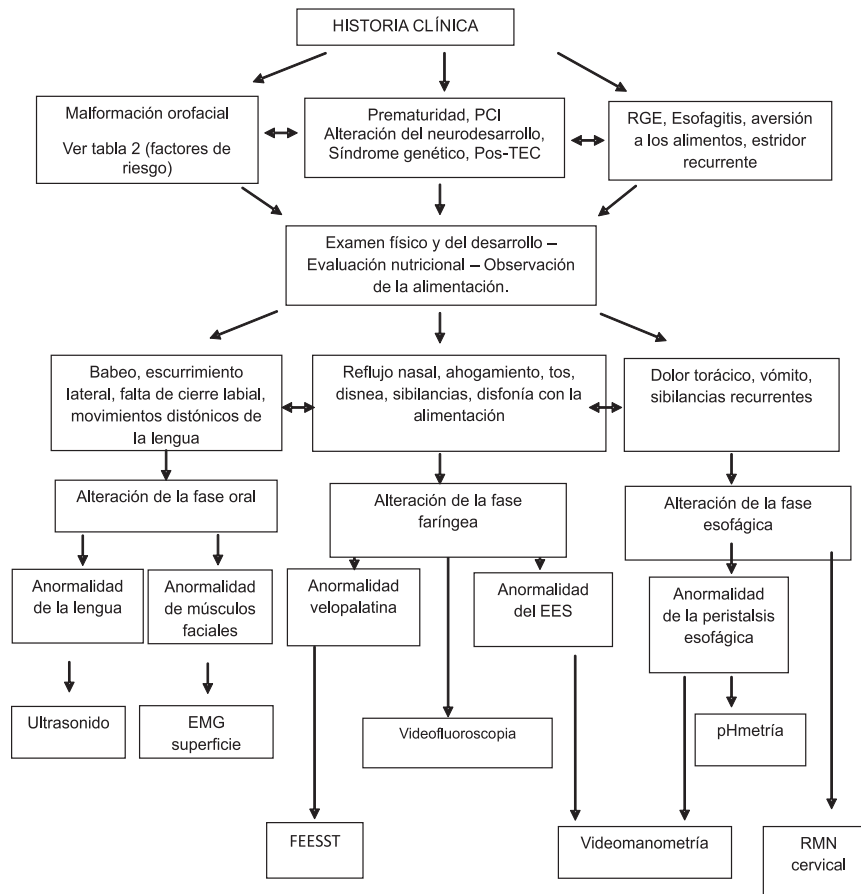 HISTORIA CLÍNICA
Malformación orofacial
Ver tabla 2 (factores de
riesgo)
Prematuridad, PCI
Alteración del neurodesarrollo,
Síndrome genético, Pos-TEC
RGE, Esofagitis, aversión
a los alimentos, estridor
recurrente
Examen físico y del desarrollo –
Evaluación nutricional – Observación
de la alimentación.
Babeo, escurrimiento
lateral, falta de cierre labial,
movimientos distónicos de
la lengua
Reflujo nasal, ahogamiento, tos,
disnea, sibilancias, disfonía con la
alimentación
Dolor torácico, vómito,
sibilancias recurrentes
Alteración de la fase oral
Alteración de la fase
faríngea
Alteración de la fase
esofágica
Anormalidad
de la lengua
Anormalidad
de músculos
faciales
Anormalidad
velopalatina
Anormalidad
del EES
Anormalidad
de la peristalsis
esofágica
Ultrasonido
EMG
superficie
Videofluoroscopia
pHmetría
FEESST
Videomanometría
RMN
cervical